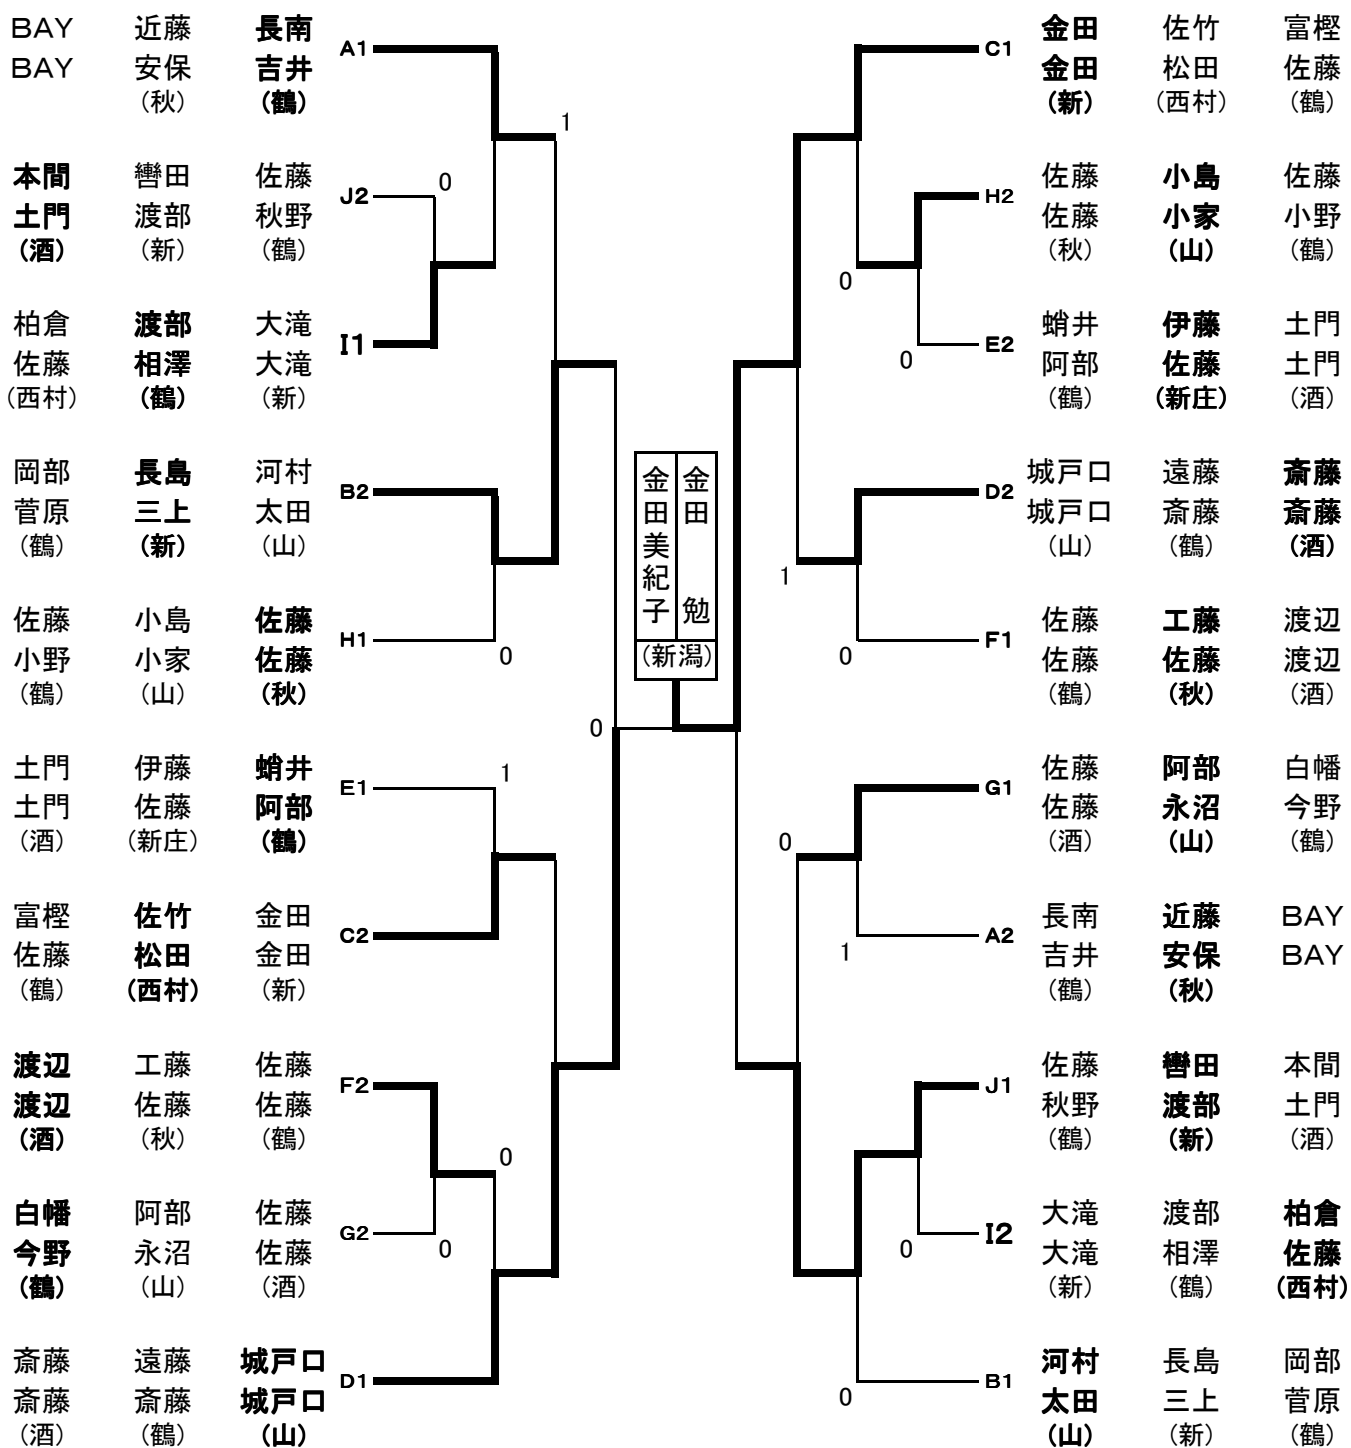 BAY 近藤 長南
A1
BAY 安保 吉井
(秋) (鶴)
1
本間 轡田 佐藤
0
J2
土門 渡部 秋野
(酒) (新) (鶴)
柏倉 渡部 大滝
I1
佐藤 相澤 大滝
(西村) (鶴) (新)
岡部 長島 河村
B2
菅原 三上 太田
(鶴) (新) (山)
佐藤 小島 佐藤
H1
小野 小家 佐藤
0
(鶴) (山) (秋)
0
土門 伊藤 蛸井
1
E1
土門 佐藤 阿部
(酒) (新庄) (鶴)
富樫 佐竹 金田
C2
佐藤 松田 金田
(鶴) (西村) (新)
渡辺 工藤 佐藤
F2
渡辺 佐藤 佐藤
(酒) (秋) (鶴)
0
白幡 阿部 佐藤
G2
今野 永沼 佐藤
0
(鶴) (山) (酒)
斎藤 遠藤 城戸口
D1
斎藤 斎藤 城戸口
(酒) (鶴) (山)
金田美紀子
金田 勉
(新潟)
金田 佐竹 富樫
C1
金田 松田 佐藤
(新) (西村) (鶴)
佐藤 小島 佐藤
H2
佐藤 小家 小野
(秋) (山) (鶴)
0
蛸井 伊藤 土門
E2
0
阿部 佐藤 土門
(鶴) (新庄) (酒)
城戸口 遠藤 斎藤
D2
城戸口 斎藤 斎藤
(山) (鶴) (酒)
1
佐藤 工藤 渡辺
F1
0
佐藤 佐藤 渡辺
(鶴) (秋) (酒)
佐藤 阿部 白幡
G1
佐藤 永沼 今野
0
(酒) (山) (鶴)
長南 近藤 BAY
A2
1
吉井 安保 BAY
(鶴) (秋)
佐藤 轡田 本間
J1
秋野 渡部 土門
(鶴) (新) (酒)
大滝 渡部 柏倉
I2
0
大滝 相澤 佐藤
(新) (鶴) (西村)
河村 長島 岡部
B1
0
太田 三上 菅原
(山) (新) (鶴)